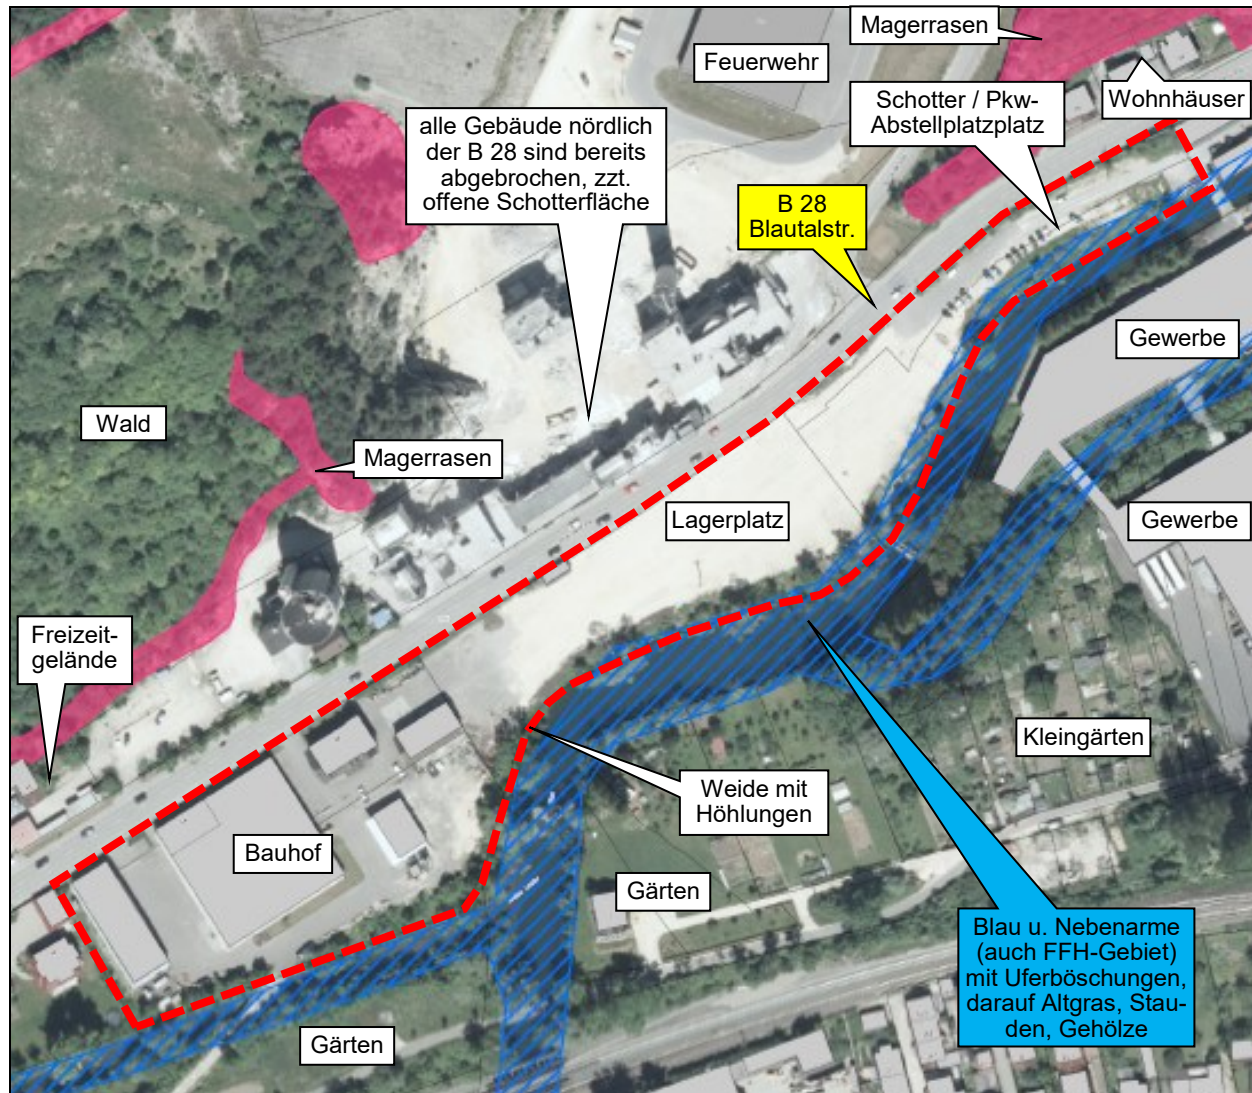 Magerrasen
Feuerwehr
Schotter / Pkw-
Abstellplatzplatz
Wohnhäuser
alle Gebäude nördlich
der B 28 sind bereits
abgebrochen, zzt.
offene Schotterfläche
B 28
Blautalstr.
Gewerbe
Wald
Magerrasen
Lagerplatz
Gewerbe
Freizeit-
gelände
Kleingärten
Weide mit
Höhlungen
Bauhof
Gärten
Blau u. Nebenarme
(auch FFH-Gebiet)
mit Uferböschungen,
darauf Altgras, Stau-
den, Gehölze
Gärten